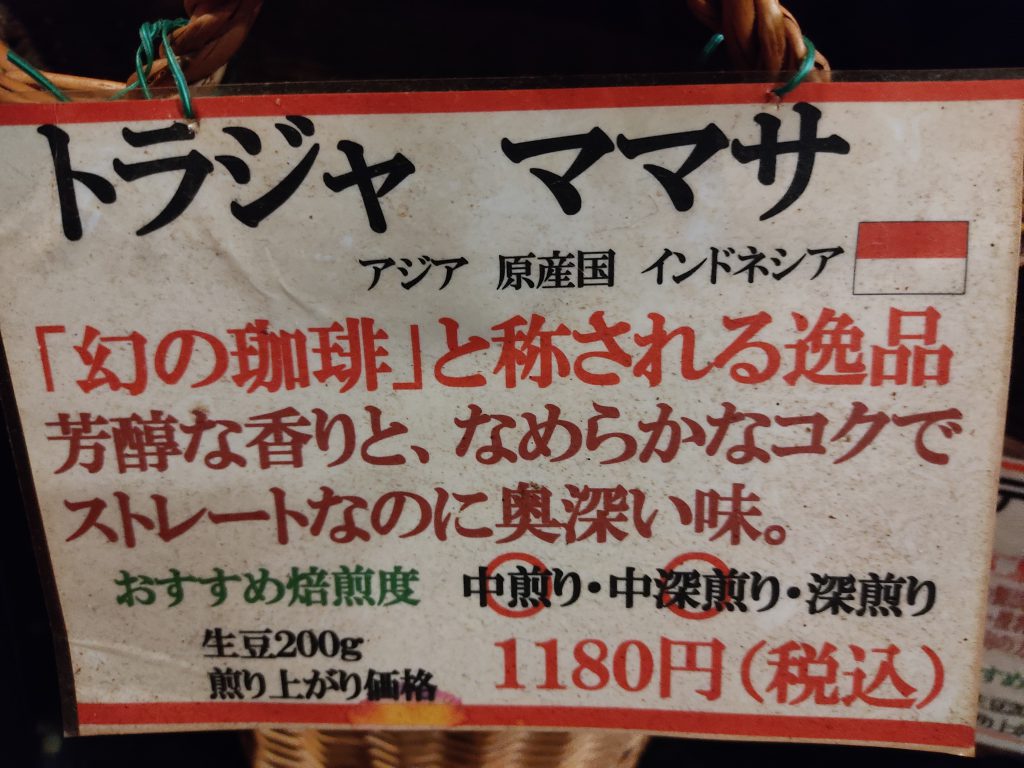 トラジャ ママサ
アジア 原産国 インドネシア
「幻の珈琲」と称される逸品
芳醇な香りと、なめらかなコクで
ストレートなのに奥深い味。
おすすめ焙煎度 中煎り・中深煎り・深煎り
生豆200g
煎り上がり価格 1180円(税込)